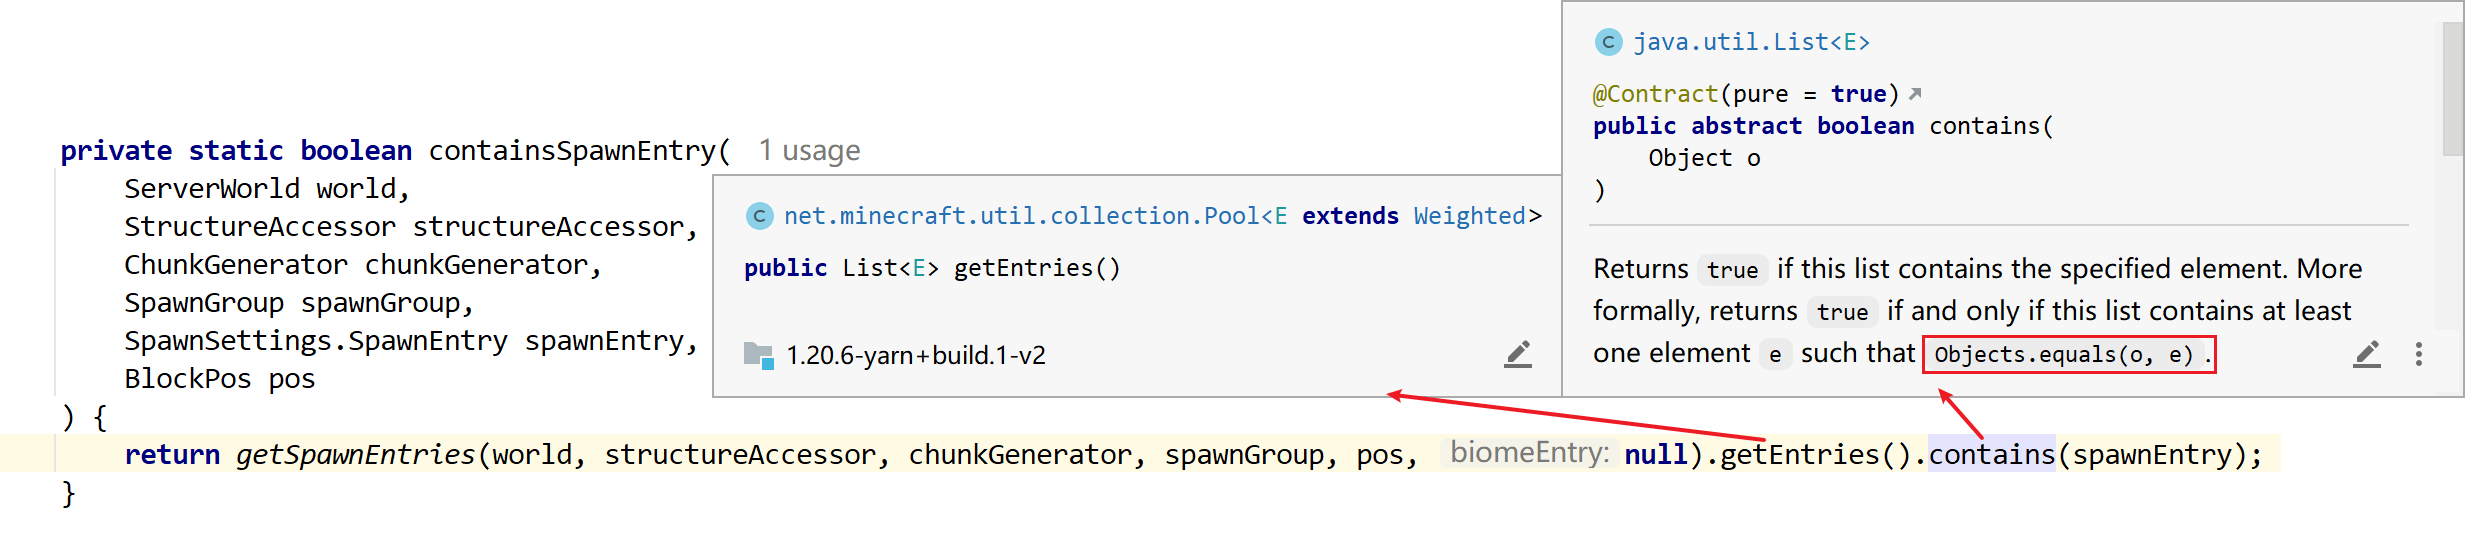 private static boolean containsSpawnEntry( 1 usage
ServerWorld world,
StructureAccessor structureAccessor,
ChunkGenerator chunkGenerator,
SpawnGroup spawnGroup,
SpawnSettings.SpawnEntry spawnEntry,
BlockPos pos
) {
return getSpawnEntries(world, structureAccessor, chunkGenerator, spawnGroup, pos, biomeEntry: null).getEntries().contains(spawnEntry);
}
C net.minecraft.util.collection.Pool<E extends Weighted>
public List<E> getEntries()
1.20.6-yarn+build.1-v2
C java.util.List<E>
@Contract(pure = true)
public abstract boolean contains(
Object o
)
Returns true if this list contains the specified element. More
formally, returns true if and only if this list contains at least
one element e such that Objects.equals(o, e).